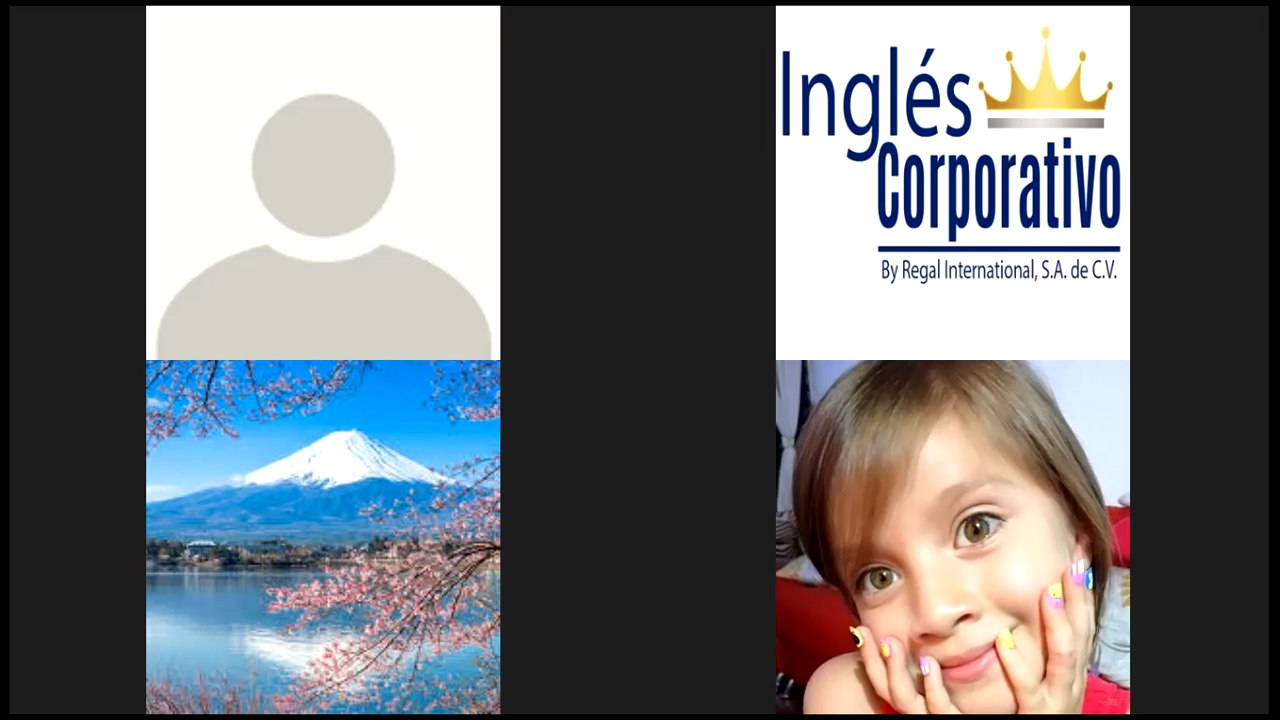 Inglés
Corporativo
By Regal International, S.A. de C.V.